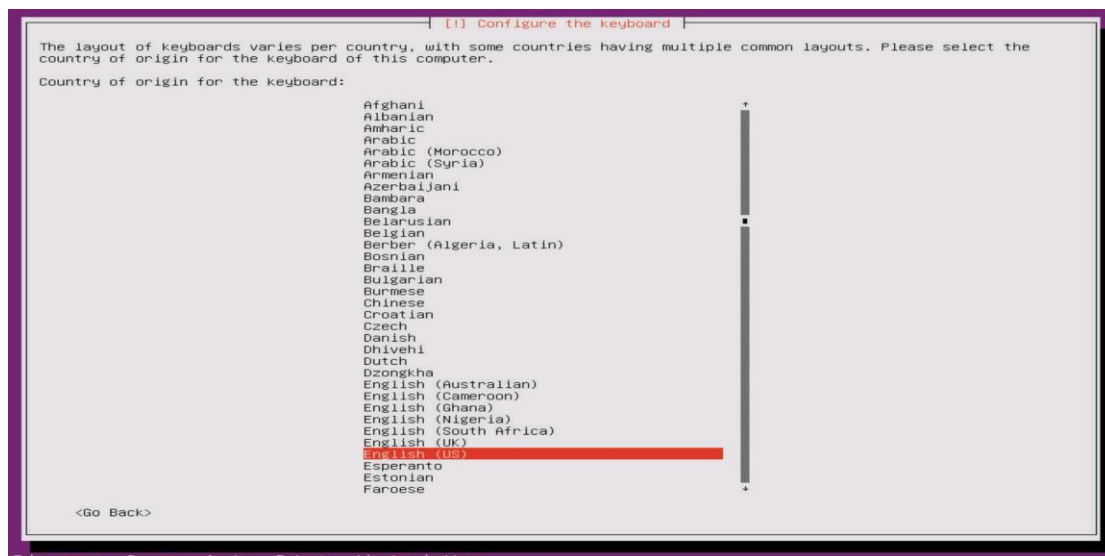 [!] Configure the keyboard
The layout of keyboards varies per country, with some countries having multiple common layouts. Please select the
country of origin for the keyboard of this computer.
Country of origin for the keyboard:
Afghani
Albanian
Amharic
Arabic
Arabic (Morocco)
Arabic (Syria)
Armenian
Azerbaijani
Bambara
Bangla
Belarusian
Belgian
Berber (Algeria, Latin)
Bosnian
Braille
Bulgarian
Burmese
Chinese
Croatian
Czech
Danish
Dhivehi
Dutch
Dzongkha
English (Australian)
English (Cameroon)
English (Ghana)
English (Nigeria)
English (South Africa)
English (UK)
English (US)
Esperanto
Estonian
Faroese
<Go Back>